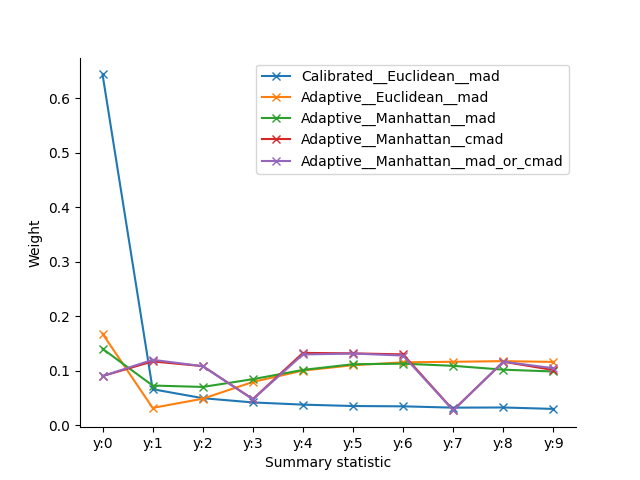 Calibrated__Euclidean__mad
Adaptive__Euclidean__mad
Adaptive__Manhattan__mad
Adaptive__Manhattan__cmad
Adaptive__Manhattan__mad_or_cmad
0.6
0.5
0.4
0.3
0.2
0.1
0.0
Weight
y:0 y:1 y:2 y:3 y:4 y:5 y:6 y:7 y:8 y:9
Summary statistic